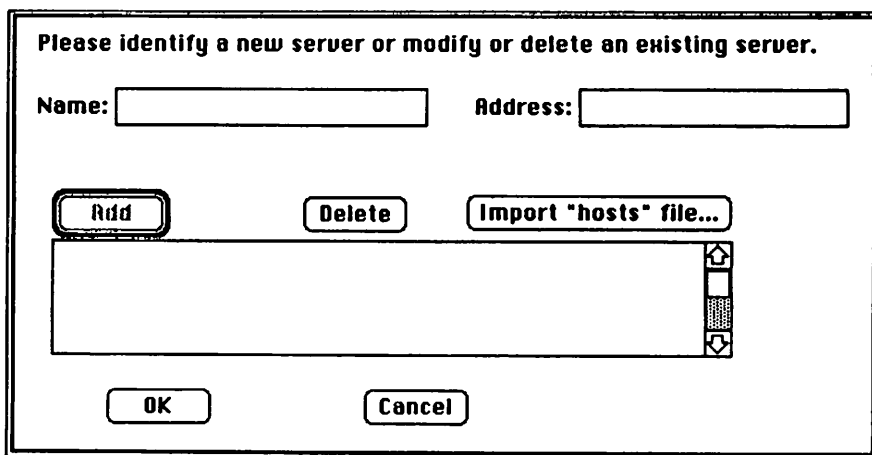 Please identify a new server or modify or delete an existing server.
Name: Address:
Add Delete Import "hosts" file...
OK Cancel